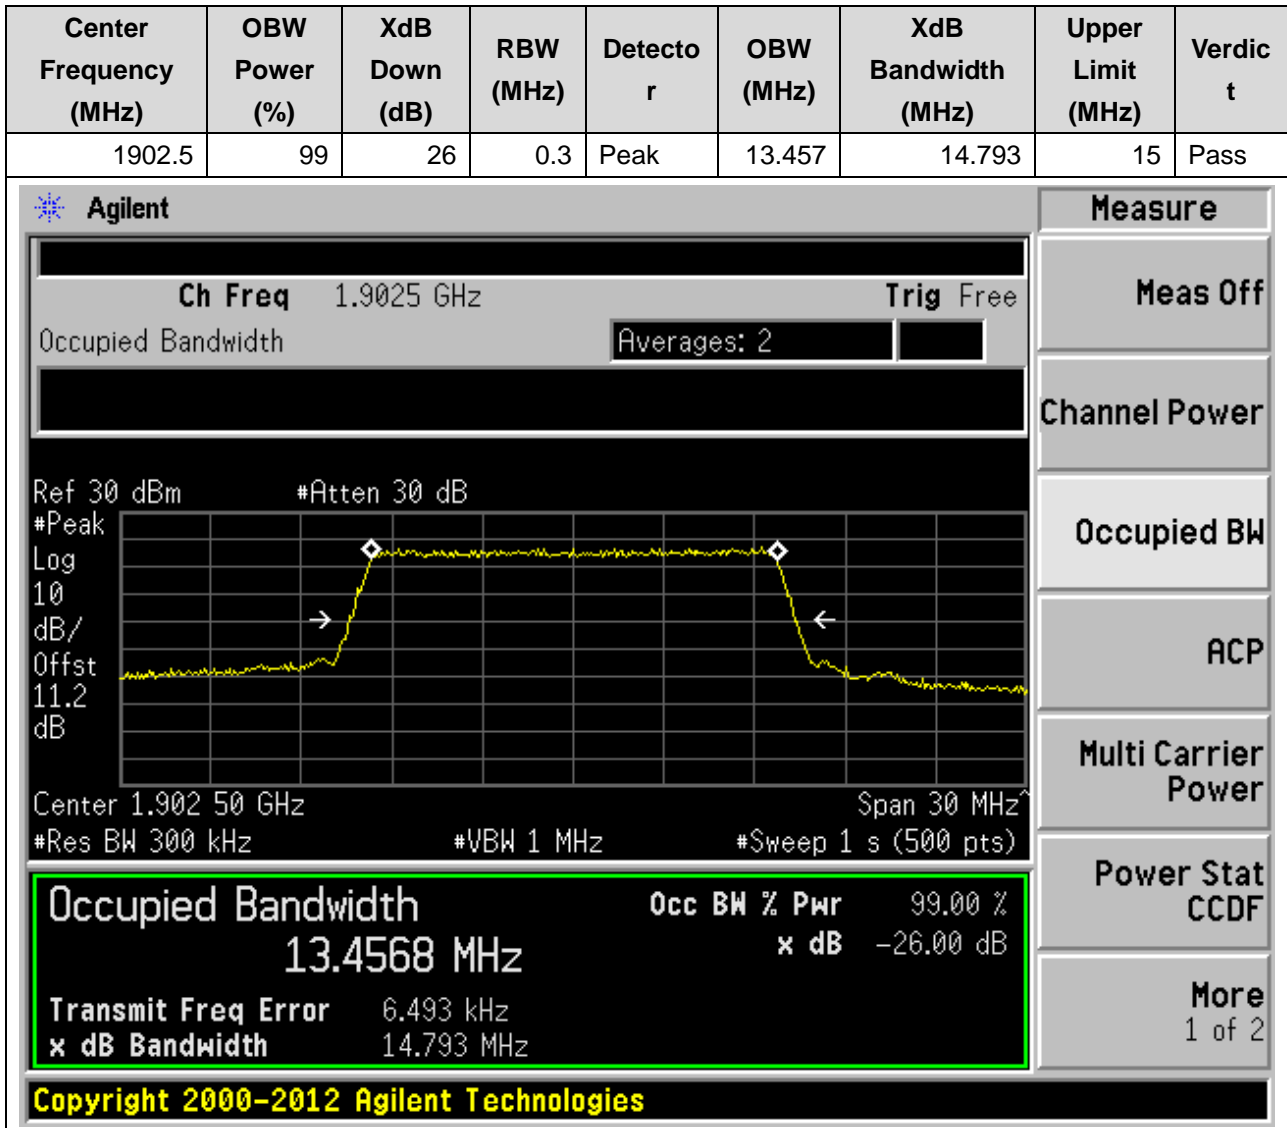 Center Frequency (MHz) OBW Power (%) XdB Down (dB) RBW (MHz) Detecto r OBW (MHz) XdB Bandwidth (MHz) Upper Limit (MHz) Verdic t
1902.5 99 26 0.3 Peak 13.457 14.793 15 Pass
Agilent
Measure
Ch Freq 1.9025 GHz Trig Free
Meas Off
Occupied Bandwidth Averages: 2
Channel Power
Ref 30 dBm #Atten 30 dB
#Peak
Log
10
dB/
Offst
11.2
dB
Occupied BW
ACP
Multi Carrier
Power
Center 1.902 50 GHz Span 30 MHz^
#Res BW 300 kHz #VBW 1 MHz #Sweep 1 s (500 pts)
Power Stat
CCDF
Occupied Bandwidth Occ BW % Pwr 99.00 %
13.4568 MHz x dB -26.00 dB
Transmit Freq Error 6.493 kHz
x dB Bandwidth 14.793 MHz
More
1 of 2
Copyright 2000-2012 Agilent Technologies